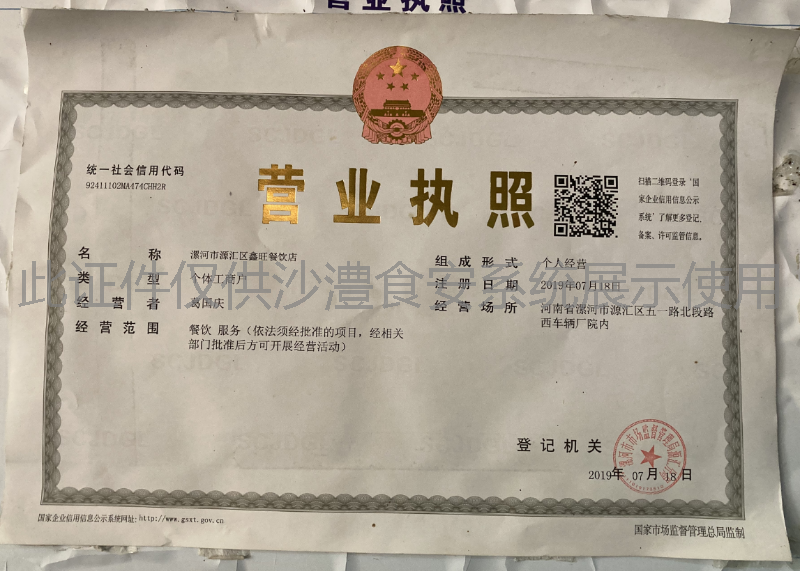 营业执照
统一社会信用代码
92411102MA474CHH2R
营业执照
扫描二维码登录‘国
家企业信用信息公示
系统’了解更多登记、
备案、许可监管信息。
名称 漯河市源汇区鑫旺餐饮店
类型 个体工商户
经营者 葛国庆
经营范围 餐饮 服务（依法须经批准的项目，经相关
部门批准后方可开展经营活动）
组成形式 个人经营
注册日期 2019年07月18日
经营场所 河南省漯河市源汇区五一路北段路
西车辆厂院内
此证件仅供沙澧食安系统展示使用
登记机关
2019年 07 月 18 日
国家企业信用信息公示系统网址：http://www.gsxt.gov.cn
国家市场监督管理总局监制